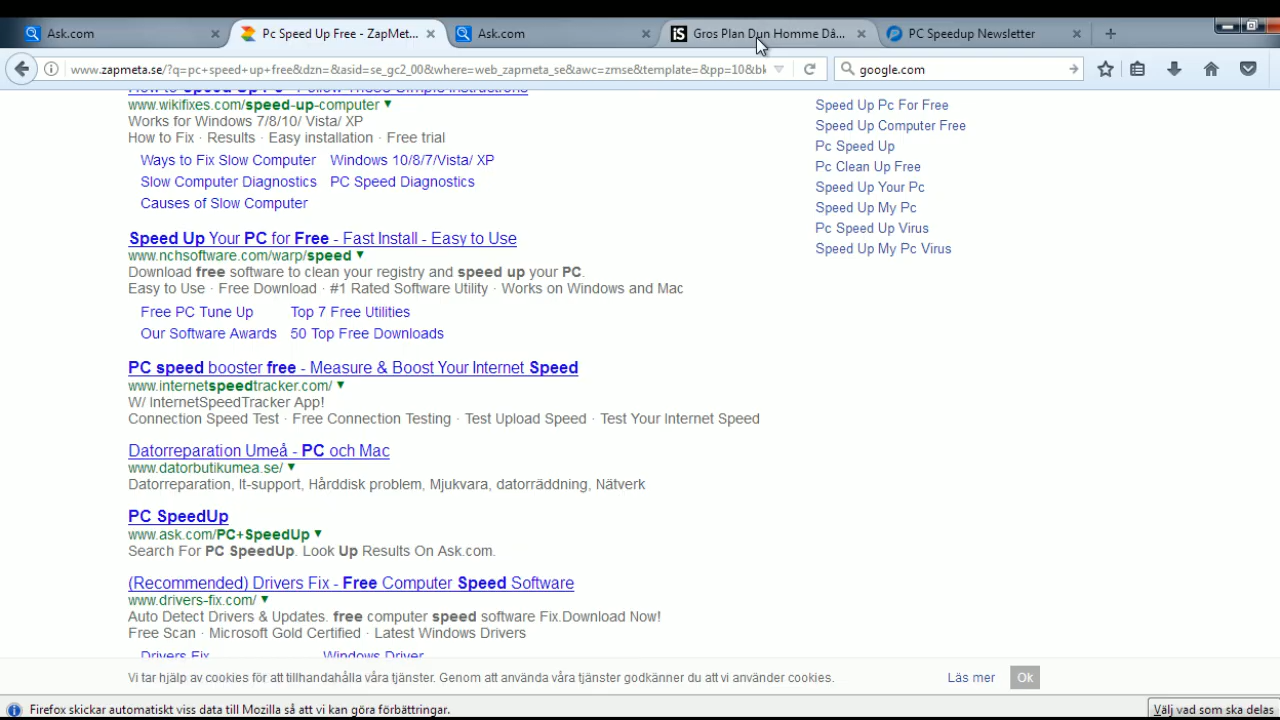 Ask.com
Pc Speed Up Free - ZapMet...
Ask.com
Gros Plan Dun Homme Dâ...
PC Speedup Newsletter
www.zapmeta.se/?q=pc+speed+up+free&dzn=&asid=se_gc2_00&where=web_zapmeta_se&awc=zmse&template=&pp=10&bk
google.com
How to Speed Up PC - Follow These Simple Instructions
www.wikifixes.com/speed-up-computer
Works for Windows 7/8/10/ Vista/ XP
How to Fix · Results · Easy installation · Free trial
Ways to Fix Slow Computer Windows 10/8/7/Vista/ XP
Slow Computer Diagnostics PC Speed Diagnostics
Causes of Slow Computer
Speed Up Your PC for Free - Fast Install - Easy to Use
www.nchsoftware.com/warp/speed
Download free software to clean your registry and speed up your PC.
Easy to Use · Free Download · #1 Rated Software Utility · Works on Windows and Mac
Free PC Tune Up Top 7 Free Utilities
Our Software Awards 50 Top Free Downloads
PC speed booster free - Measure & Boost Your Internet Speed
www.internetspeedtracker.com/
W/ InternetSpeedTracker App!
Connection Speed Test · Free Connection Testing · Test Upload Speed · Test Your Internet Speed
Datorreparation Umeå - PC och Mac
www.datorbutikumea.se/
Datorreparation, It-support, Hårddisk problem, Mjukvara, datorräddning, Nätverk
PC SpeedUp
www.ask.com/PC+SpeedUp
Search For PC SpeedUp. Look Up Results On Ask.com.
(Recommended) Drivers Fix - Free Computer Speed Software
www.drivers-fix.com/
Auto Detect Drivers & Updates. free computer speed software Fix.Download Now!
Free Scan · Microsoft Gold Certified · Latest Windows Drivers
Drivers Fix Windows Driver
Speed Up Pc For Free
Speed Up Computer Free
Pc Speed Up
Pc Clean Up Free
Speed Up Your Pc
Speed Up My Pc
Pc Speed Up Virus
Speed Up My Pc Virus
Vi tar hjälp av cookies för att tillhandahålla våra tjänster. Genom att använda våra tjänster godkänner du att vi använder cookies.
Läs mer
Ok
Firefox skickar automatiskt viss data till Mozilla så att vi kan göra förbättringar.
Välj vad som ska delas